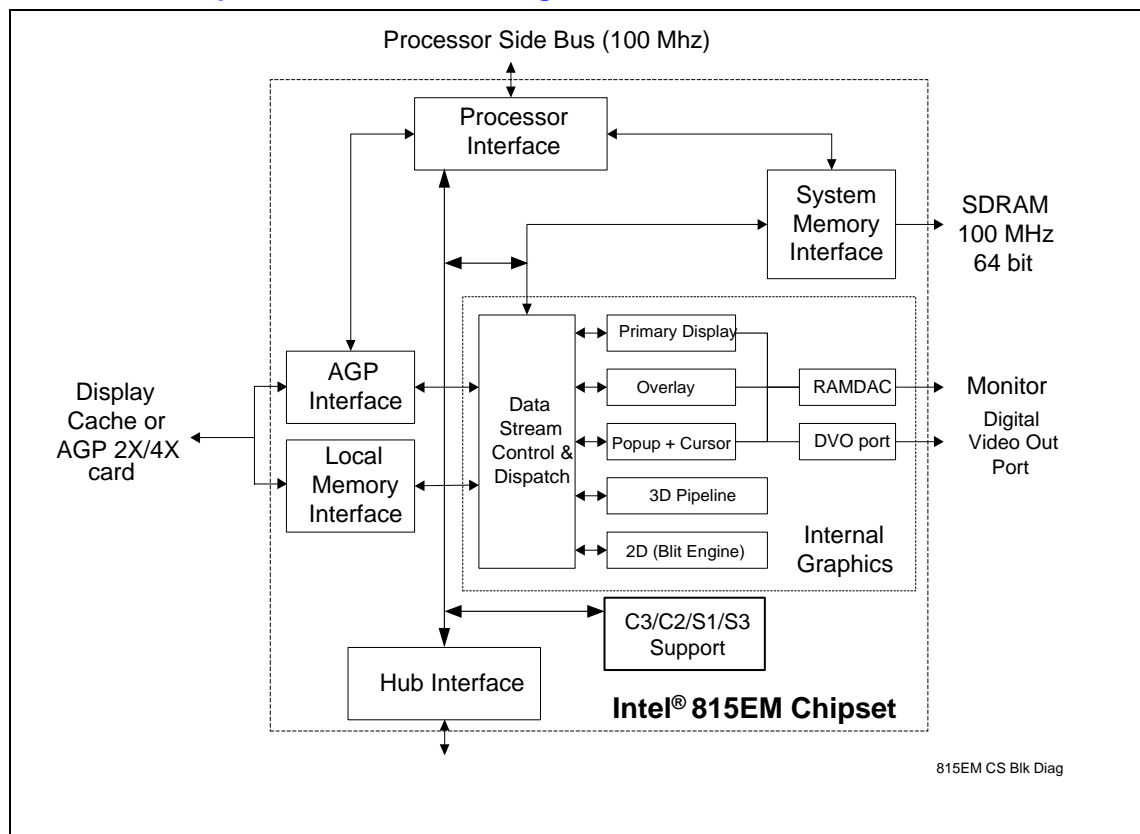 Processor Side Bus (100 Mhz)
Processor
Interface
System
Memory
Interface
SDRAM
100 MHz
64 bit
Primary Display
AGP
Interface
Overlay
RAMDAC
Monitor
Display
Cache or
AGP 2X/4X
card
Data
Stream
Control &
Dispatch
Popup + Cursor
DVO port
Digital
Video Out
Port
Local
Memory
Interface
3D Pipeline
2D (Blit Engine)
Internal
Graphics
C3/C2/S1/S3
Support
Hub Interface
Intel® 815EM Chipset
815EM CS Blk Diag